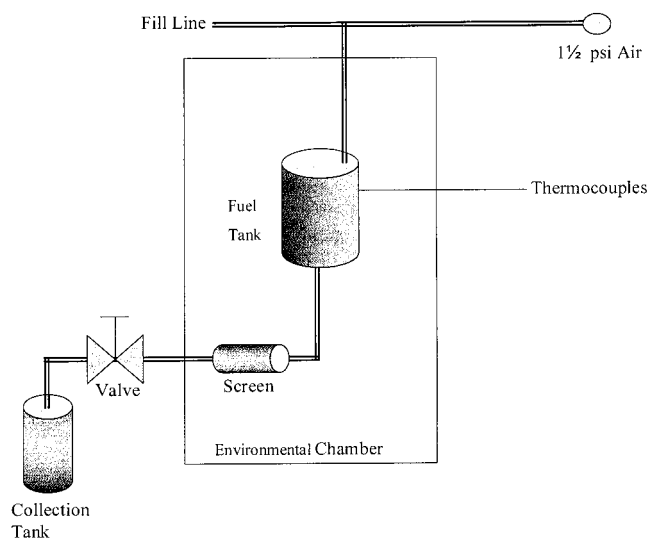 Fill Line
1½ psi Air
Thermocouples
Fuel
Tank
Valve
Screen
Environmental Chamber
Collection
Tank